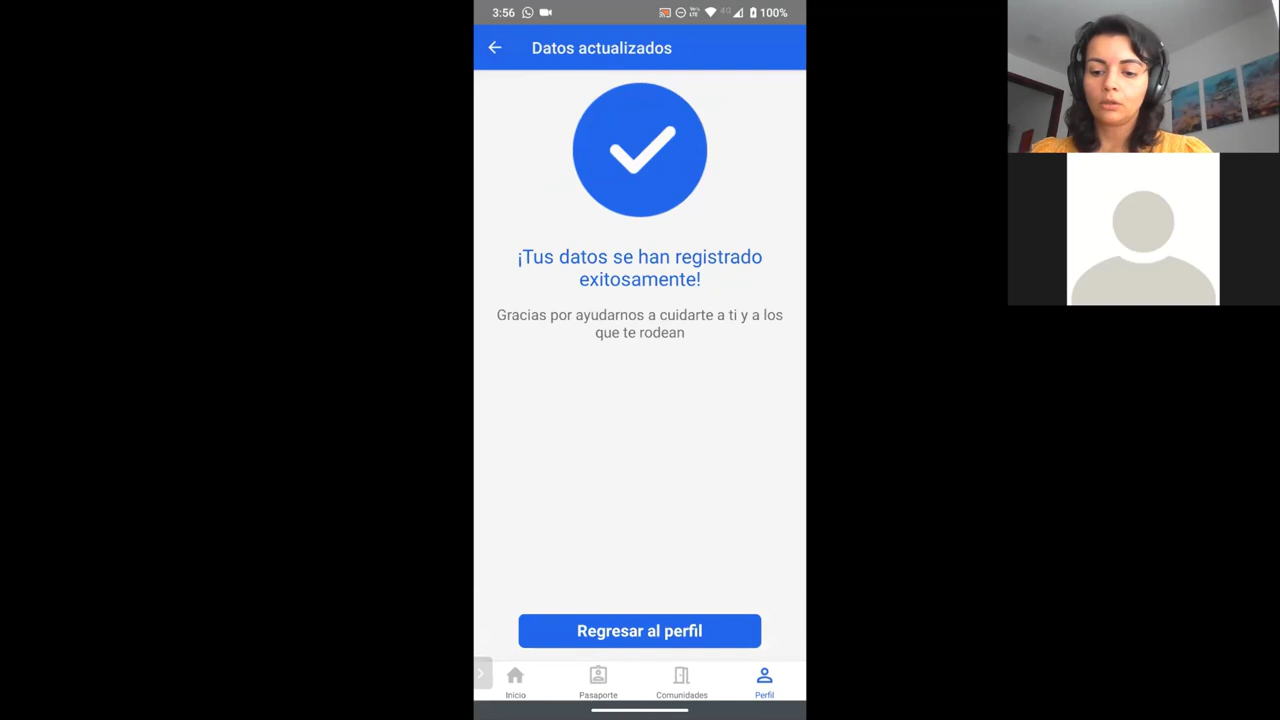 3:56
4G
100%
Datos actualizados
¡Tus datos se han registrado
exitosamente!
Gracias por ayudarnos a cuidarte a ti y a los
que te rodean
Regresar al perfil
Inicio
Pasaporte
Comunidades
Perfil